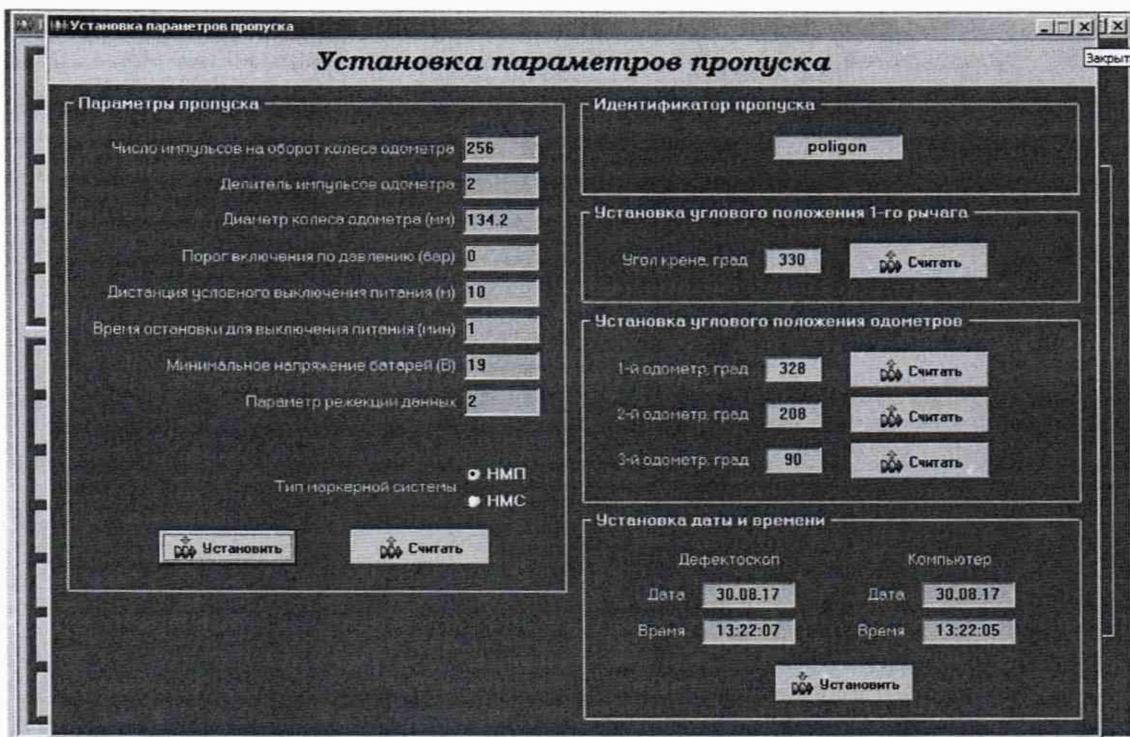 Установка параметров пропуска
Закрыт
Установка параметров пропуска
Параметры пропуска
Число импульсов на оборот колеса одометра 256
Делитель импульсов одометра 2
Диаметр колеса одометра (мм) 134.2
Порог включения по давлению (бар) 0
Дистанция условного выключения питания (м) 10
Время остановки для выключения питания (мин) 1
Минимальное напряжение батарей (В) 19
Параметр режекции данных 2
Тип маркерной системы
НМП
НМС
Установить
Считать
Идентификатор пропуска
poligon
Установка углового положения 1-го рычага
Угол крена, град 330 Считать
Установка углового положения одометров
1-й одометр, град 328 Считать
2-й одометр, град 208 Считать
3-й одометр, град 90 Считать
Установка даты и времени
Дефектоскоп Компьютер
Дата 30.08.17 Дата 30.08.17
Время 13:22:07 Время 13:22:05
Установить